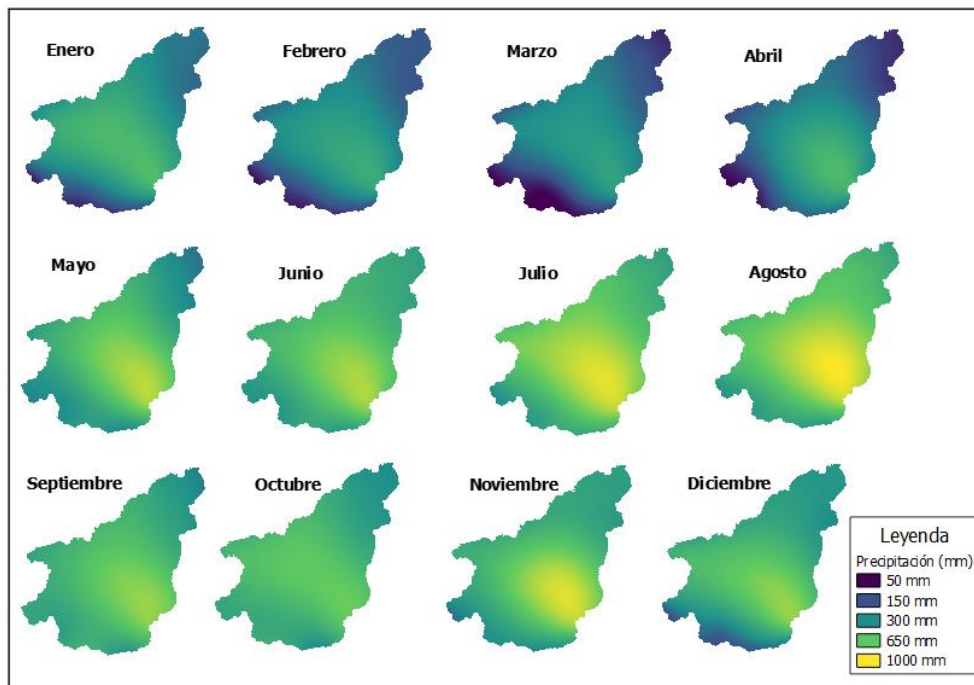 Enero
Febrero
Marzo
Abril
Mayo
Junio
Julio
Agosto
Septiembre
Octubre
Noviembre
Diciembre
Leyenda
Precipitación (mm)
50 mm
150 mm
300 mm
650 mm
1000 mm